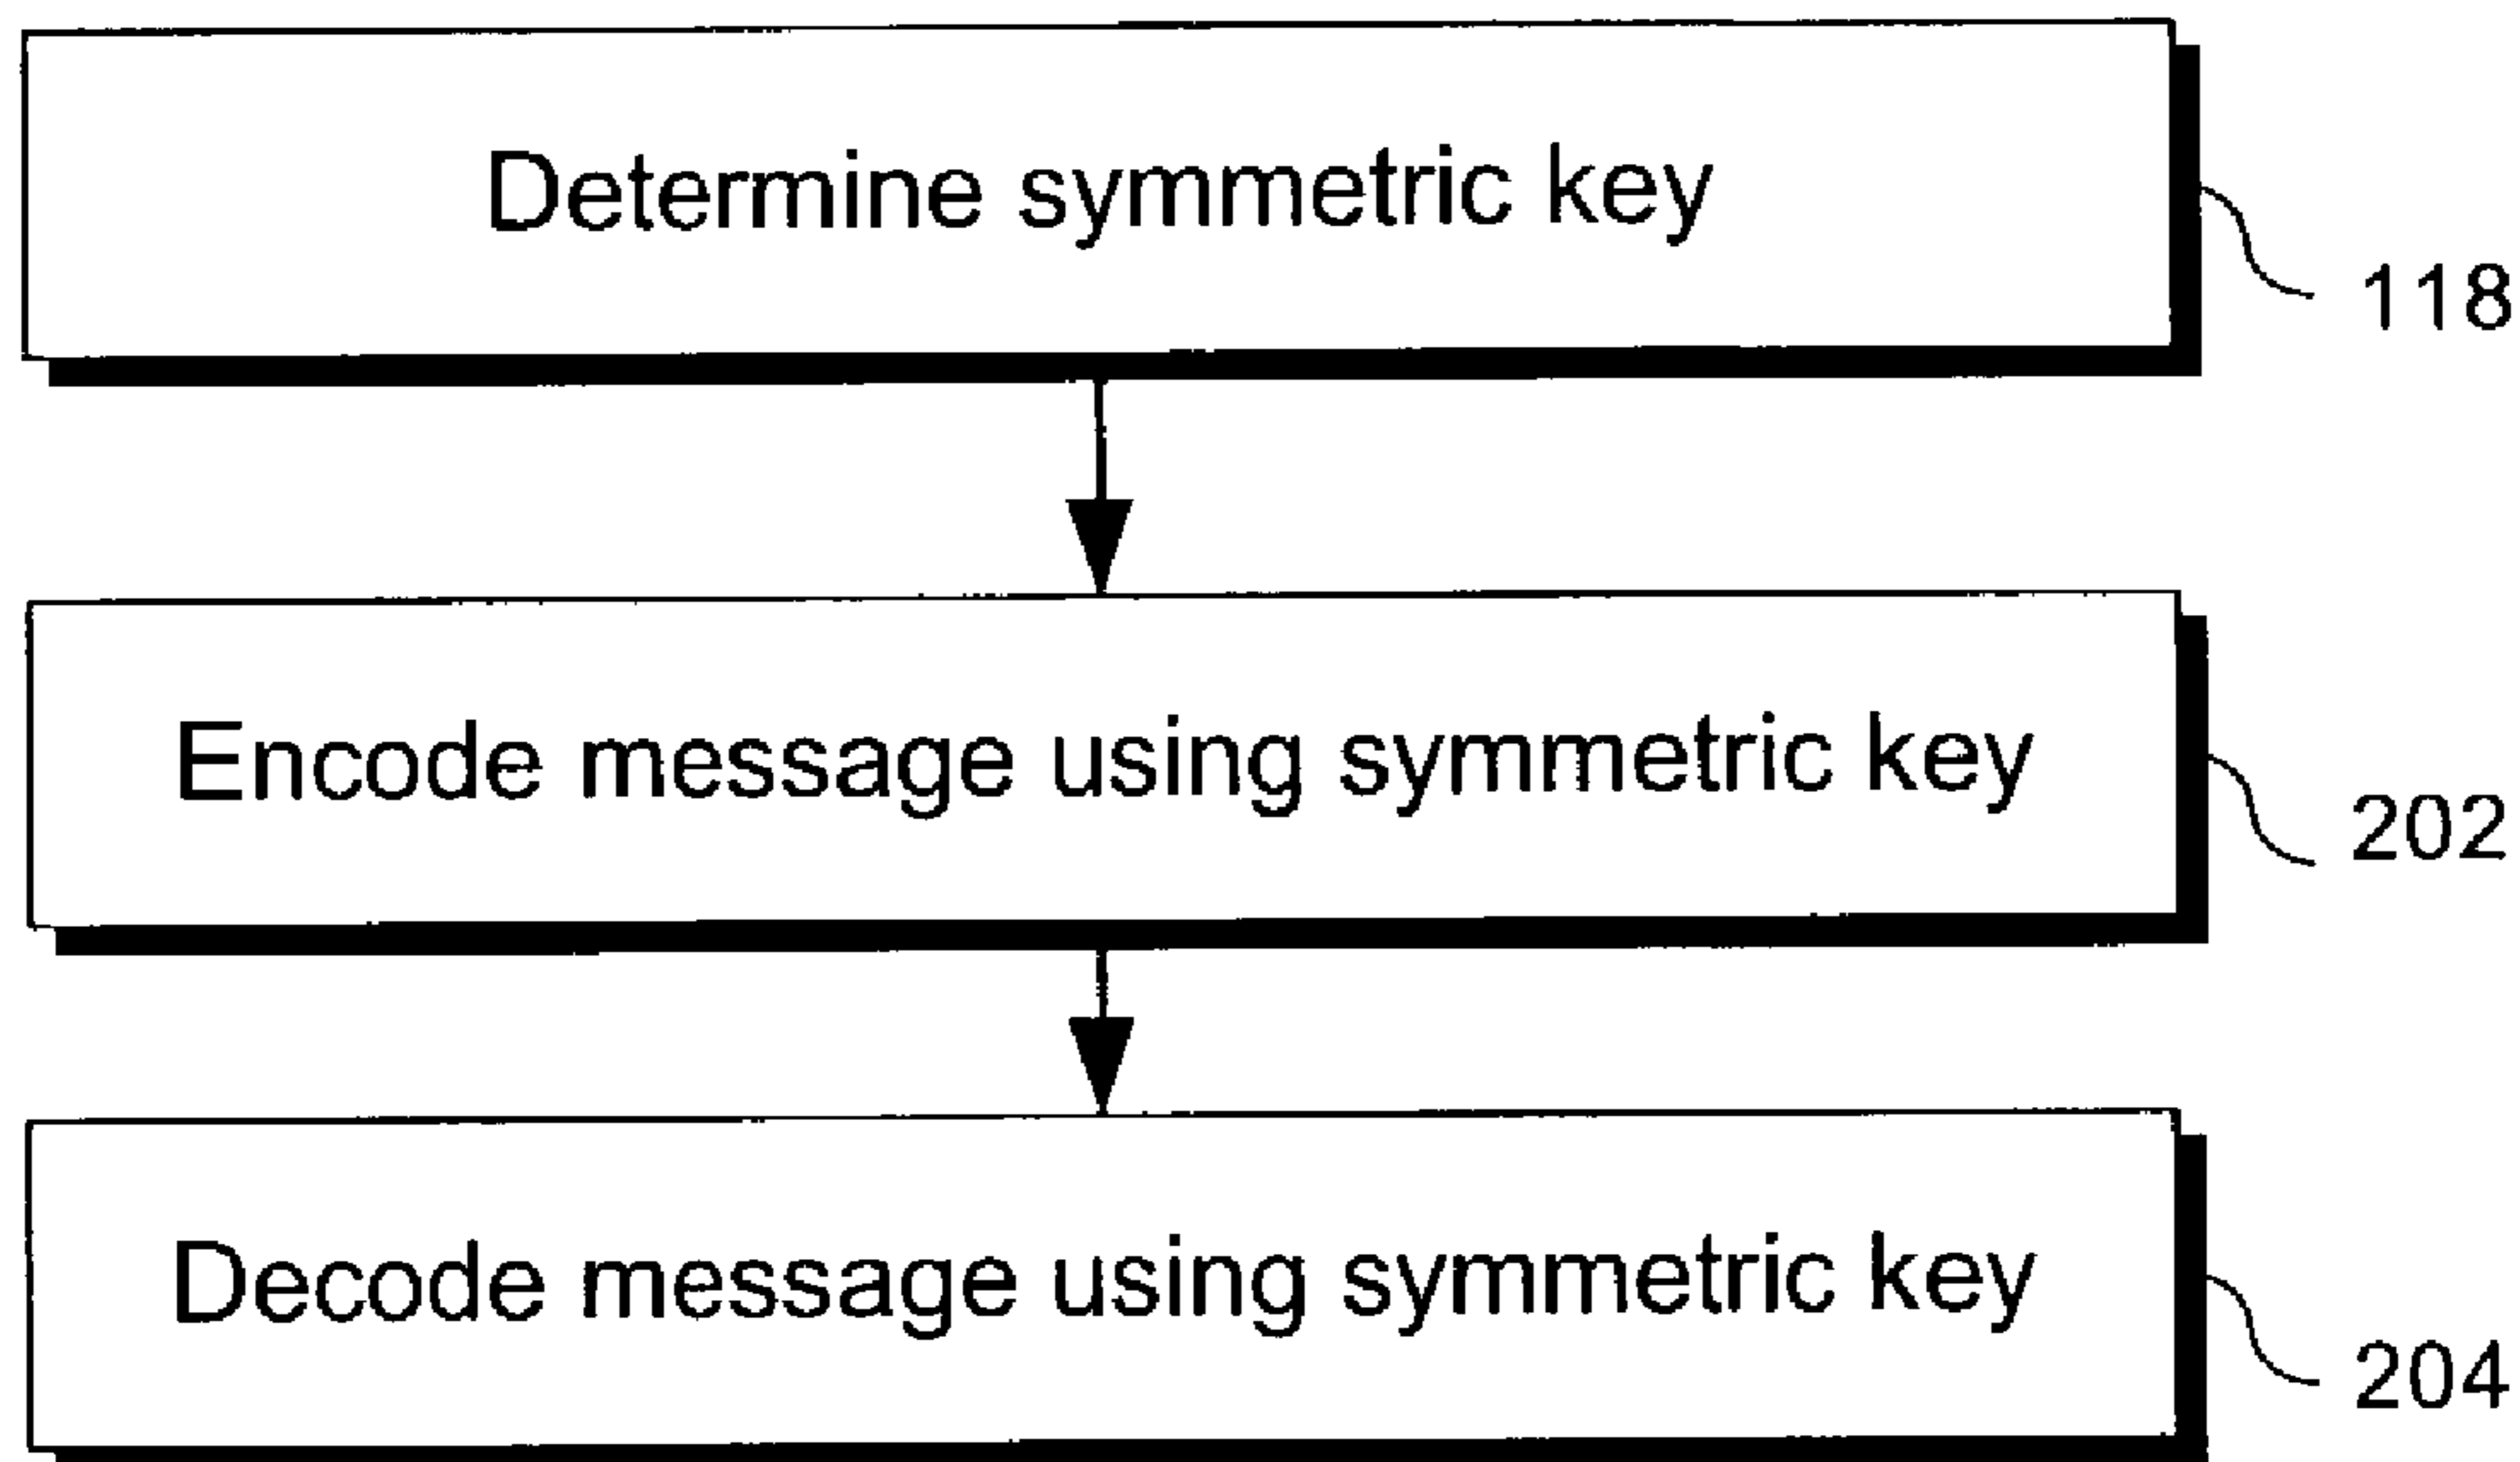 Determine symmetric key
118
Encode message using symmetric key
202
Decode message using symmetric key
204